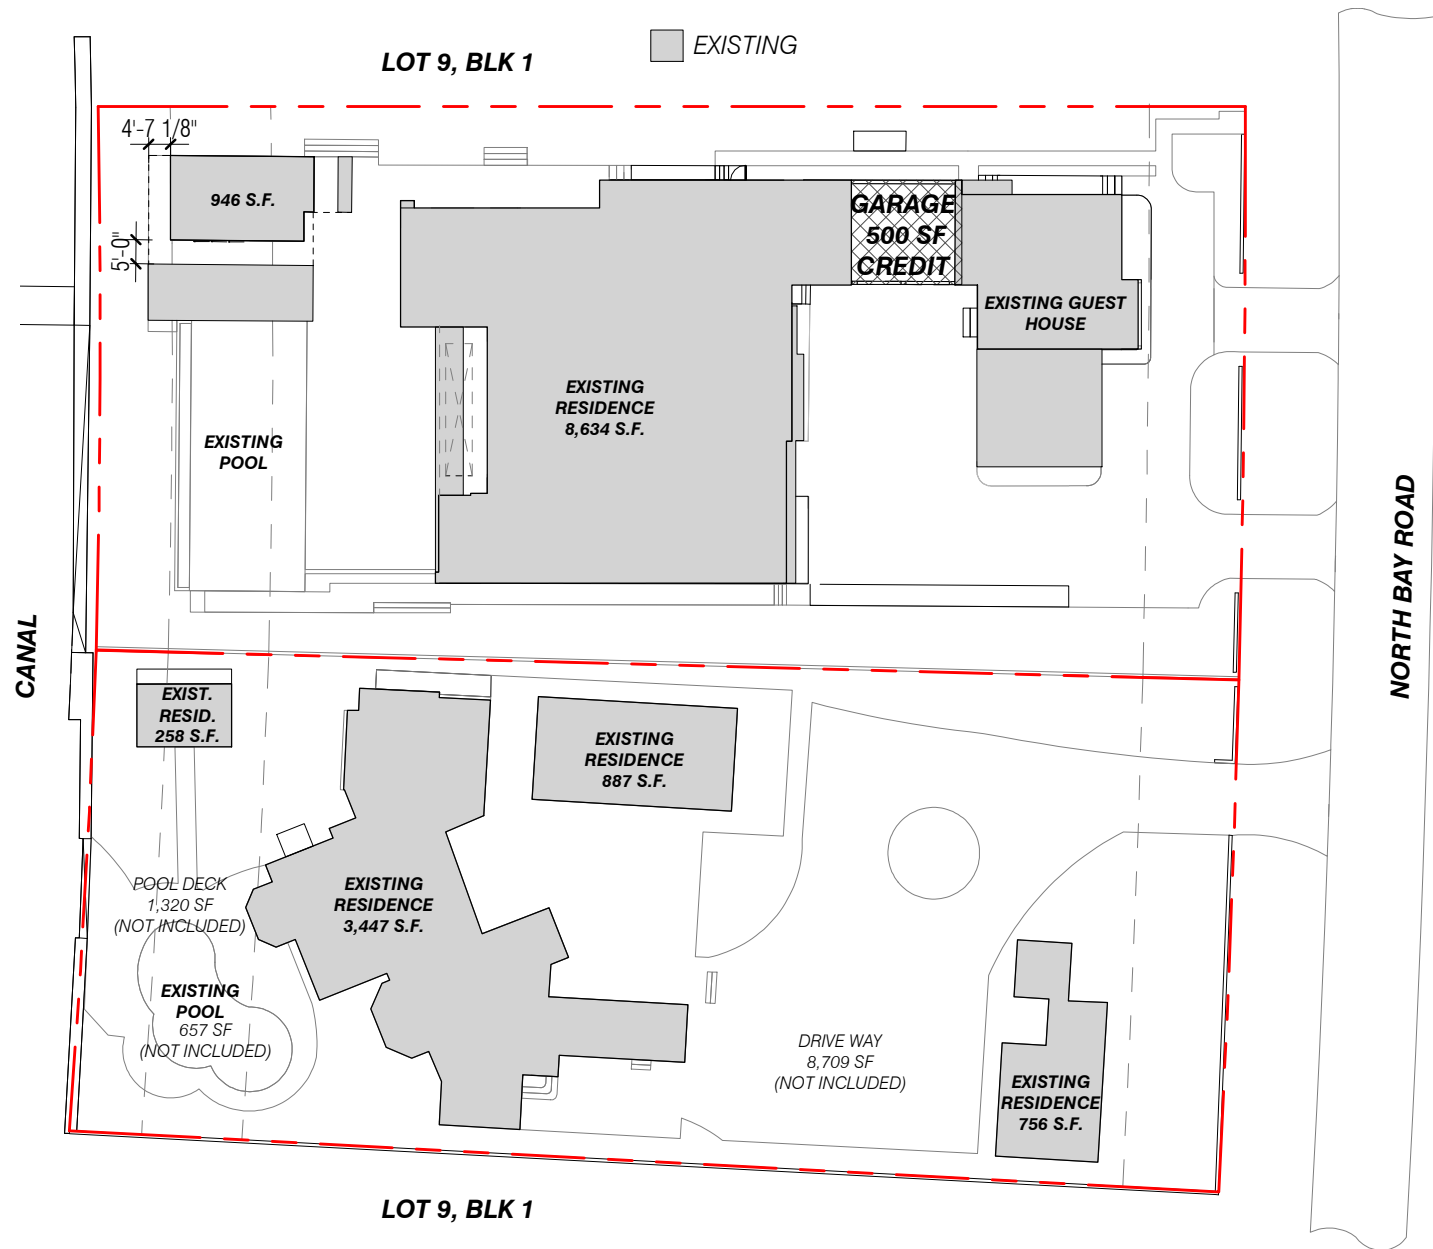 LOT 9, BLK 1
EXISTING
4'-7 1/8"
946 S.F.
5'-0"
GARAGE
500 SF
CREDIT
EXISTING GUEST
HOUSE
EXISTING
RESIDENCE
8,634 S.F.
EXISTING
POOL
CANAL
NORTH BAY ROAD
EXIST.
RESID.
258 S.F.
EXISTING
RESIDENCE
887 S.F.
POOL DECK
1,320 SF
(NOT INCLUDED)
EXISTING
RESIDENCE
3,447 S.F.
EXISTING
POOL
657 SF
(NOT INCLUDED)
DRIVE WAY
8,709 SF
(NOT INCLUDED)
EXISTING
RESIDENCE
756 S.F.
LOT 9, BLK 1